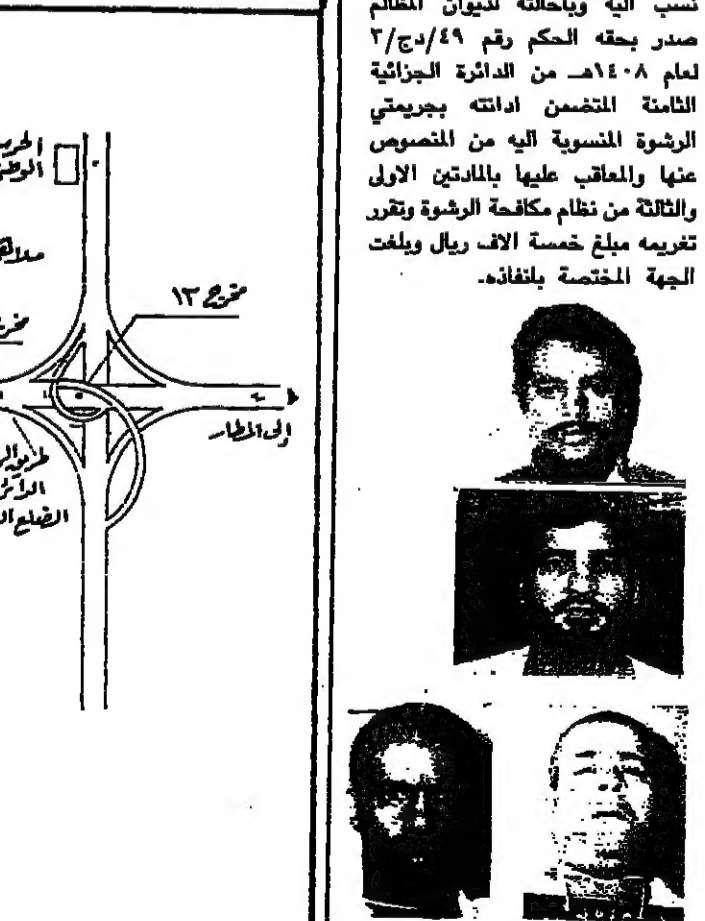 نسب اليه وباحالته لديوان المظالم
صدر بحقه الحكم رقم ٤٩/دج/٣
لعام ١٤٠٨هـ من الدائرة الجزائية
الثامنة المتضمن ادانته بجريمتي
الرشوة المنسوبة اليه من المنصوص
عنها والمعاقب عليها بالمادتين الاولى
والثالثة من نظام مكافحة الرشوة وتقرر
تغريمه مبلغ خمسة الاف ريال وبلغت
الجهة المختصة بانفاذه.
مخرج ١٣
إلى المطار